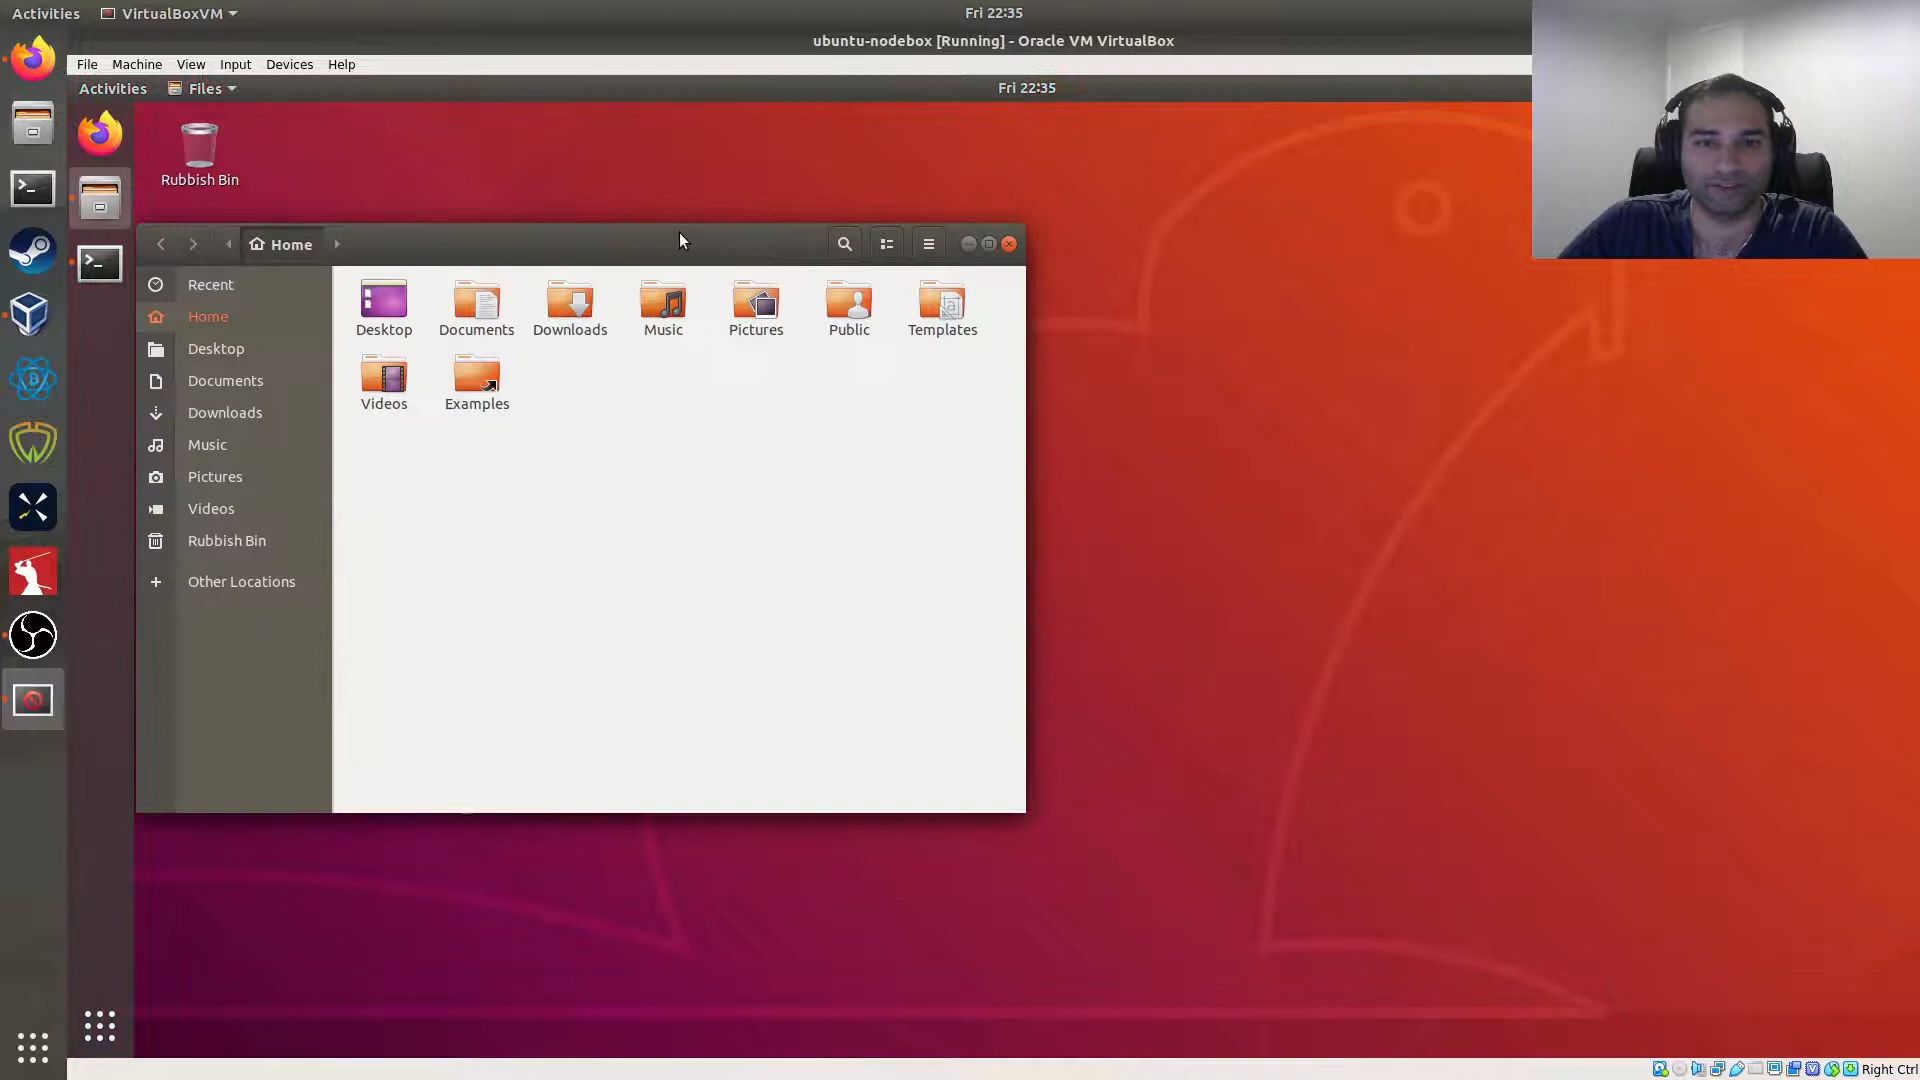 Activities VirtualBoxVM Fri 22:35
ubuntu-nodebox [Running] - Oracle VM VirtualBox
File Machine View Input Devices Help
Activities Files Fri 22:35
Rubbish Bin
Home
Recent
Home
Desktop
Documents
Downloads
Music
Pictures
Videos
Rubbish Bin
Other Locations
Desktop Documents Downloads Music Pictures Public Templates
Videos Examples
Right Ctrl